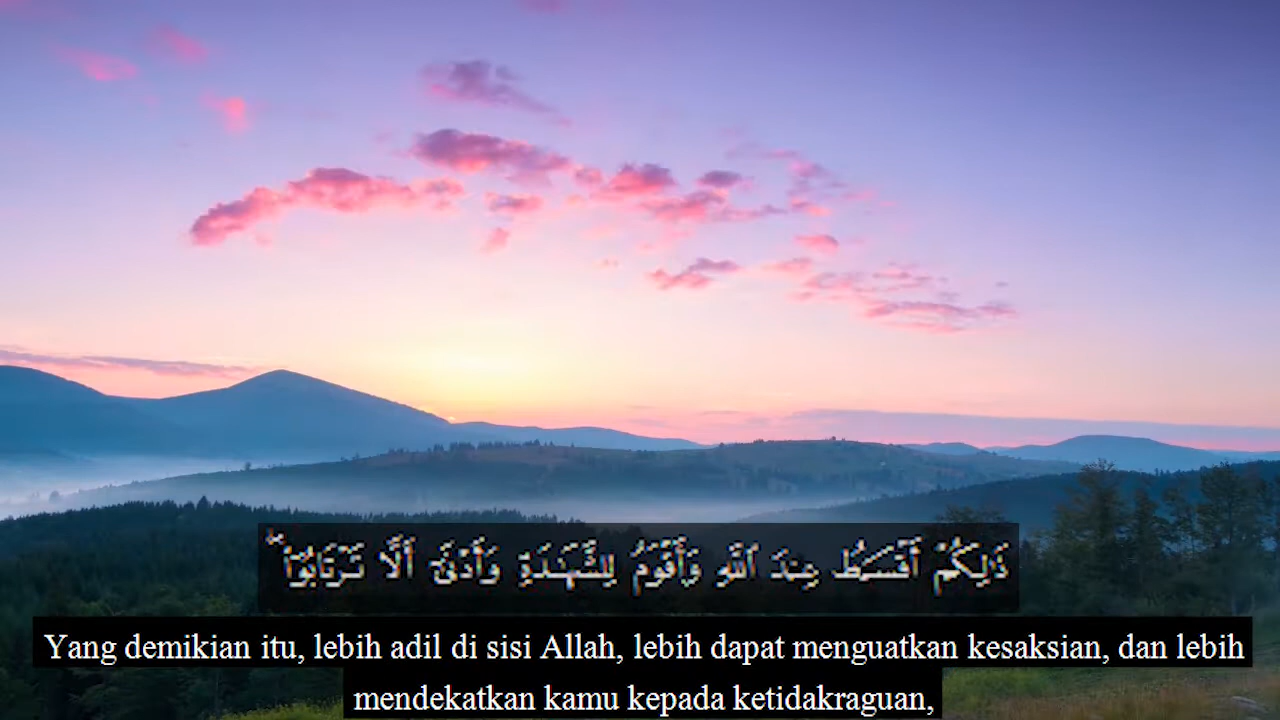 ذَٰلِكُمْ أَقْسَطُ عِندَ اللَّهِ وَأَقْوَمُ لِلشَّهَٰدَةِ وَأَدْنَىٰٓ أَلَّا تَرْتَابُوٓا۟ ۖ
Yang demikian itu, lebih adil di sisi Allah, lebih dapat menguatkan kesaksian, dan lebih
mendekatkan kamu kepada ketidakraguan,